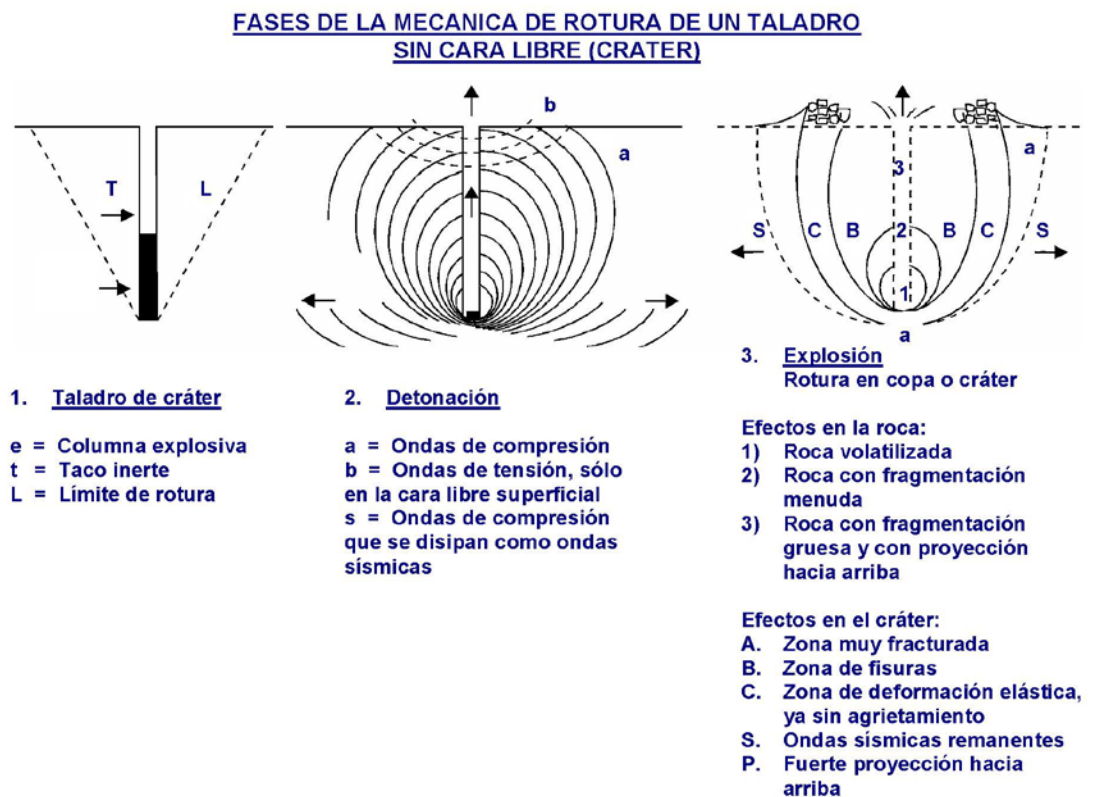 FASES DE LA MECANICA DE ROTURA DE UN TALADRO
SIN CARA LIBRE (CRATER)
T
L
b
a
a
3
S
C
B
2
B
C
S
1
a
1. Taladro de cráter
e = Columna explosiva
t = Taco inerte
L = Límite de rotura
2. Detonación
a = Ondas de compresión
b = Ondas de tensión, sólo
en la cara libre superficial
s = Ondas de compresión
que se disipan como ondas
sísmicas
3. Explosión
Rotura en copa o cráter
Efectos en la roca:
1) Roca volatilizada
2) Roca con fragmentación
menuda
3) Roca con fragmentación
gruesa y con proyección
hacia arriba
Efectos en el cráter:
A. Zona muy fracturada
B. Zona de fisuras
C. Zona de deformación elástica,
ya sin agrietamiento
S. Ondas sísmicas remanentes
P. Fuerte proyección hacia
arriba